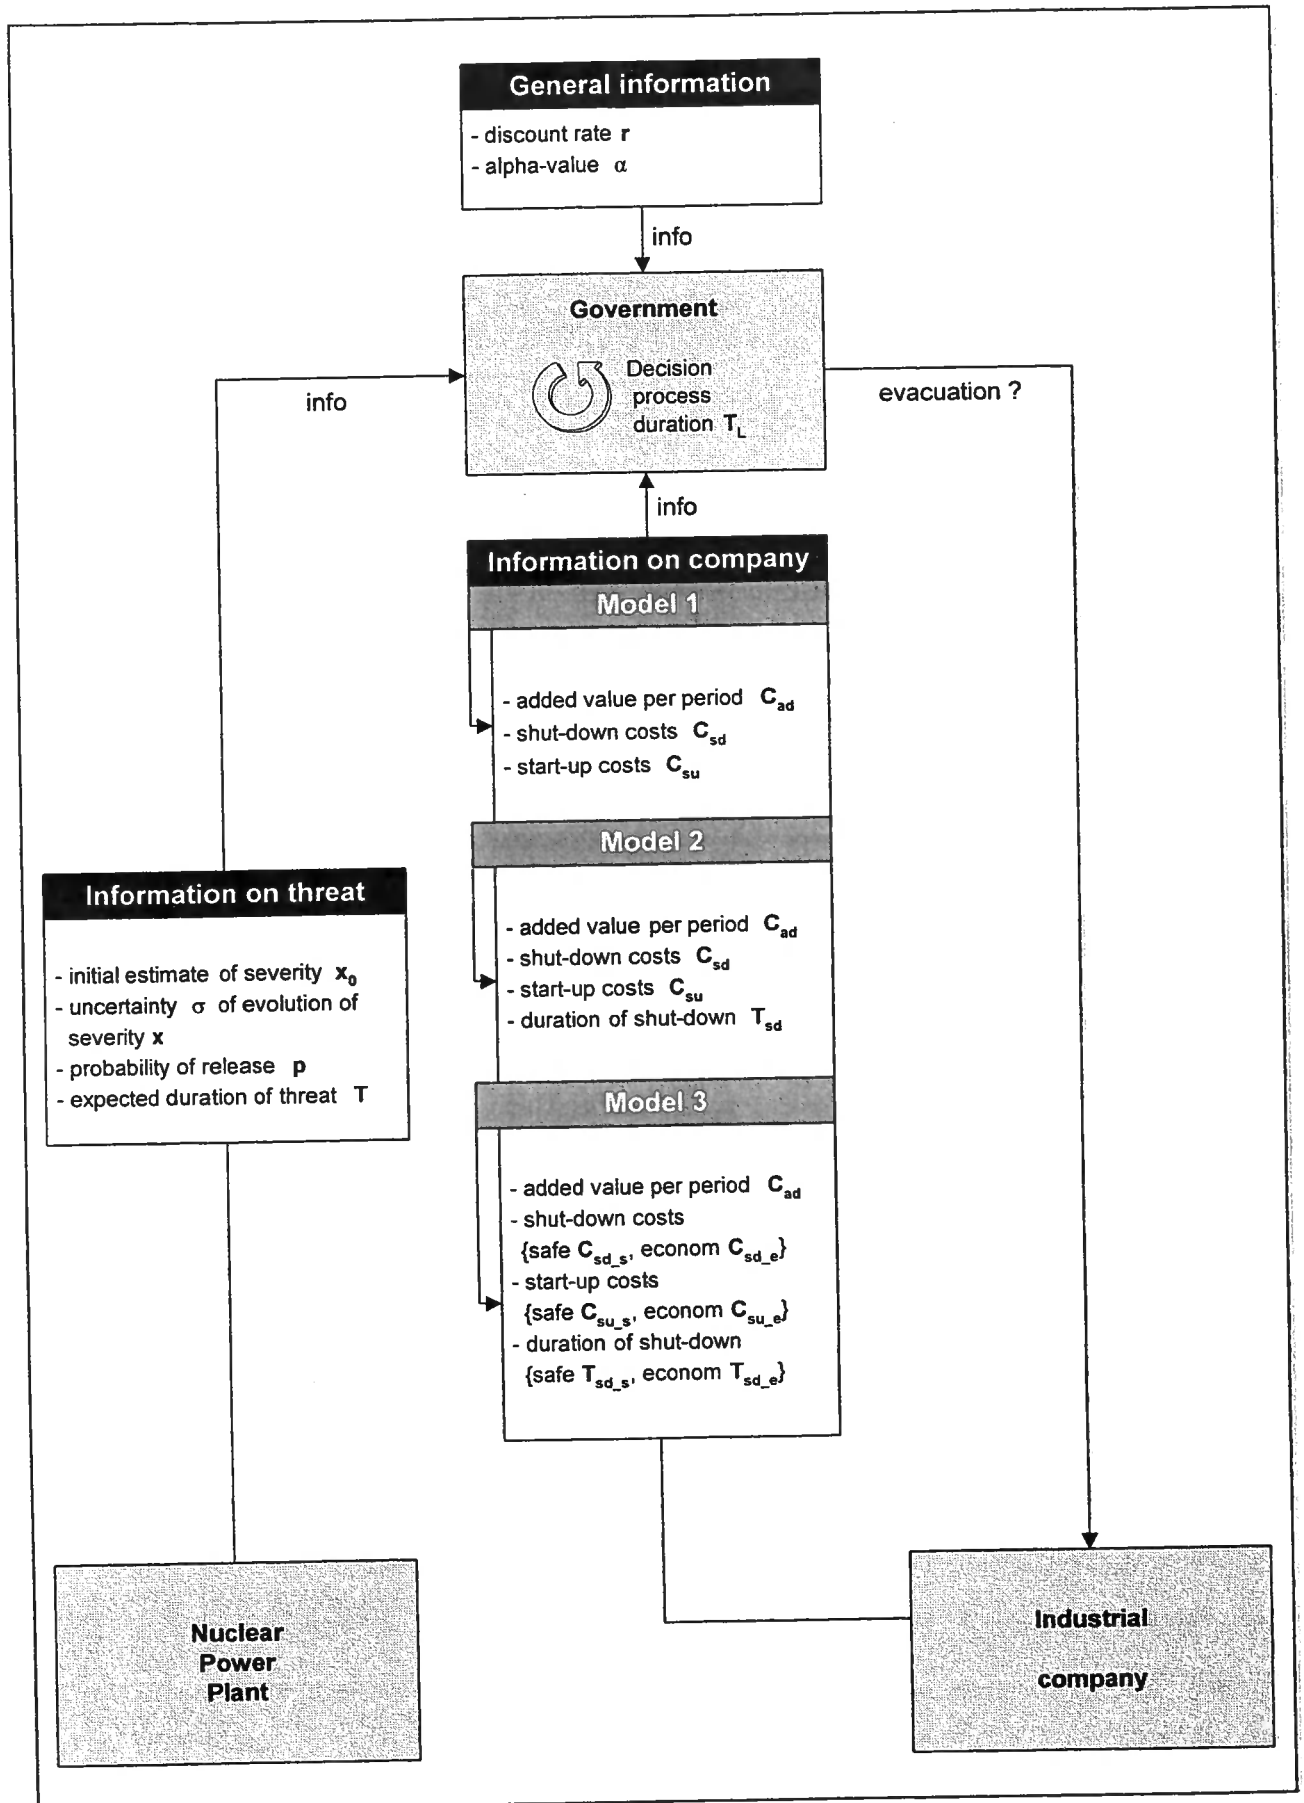 General information
- discount rate r
- alpha-value α
info
Government
Decision
process
duration T_L
info
evacuation ?
info
Information on company
Model 1
- added value per period C_ad
- shut-down costs C_sd
- start-up costs C_su
Model 2
- added value per period C_ad
- shut-down costs C_sd
- start-up costs C_su
- duration of shut-down T_sd
Information on threat
- initial estimate of severity x_0
- uncertainty σ of evolution of
severity x
- probability of release p
- expected duration of threat T
Model 3
- added value per period C_ad
- shut-down costs
{safe C_sd_s, econom C_sd_e}
- start-up costs
{safe C_su_s, econom C_su_e}
- duration of shut-down
{safe T_sd_s, econom T_sd_e}
Nuclear
Power
Plant
Industrial
company